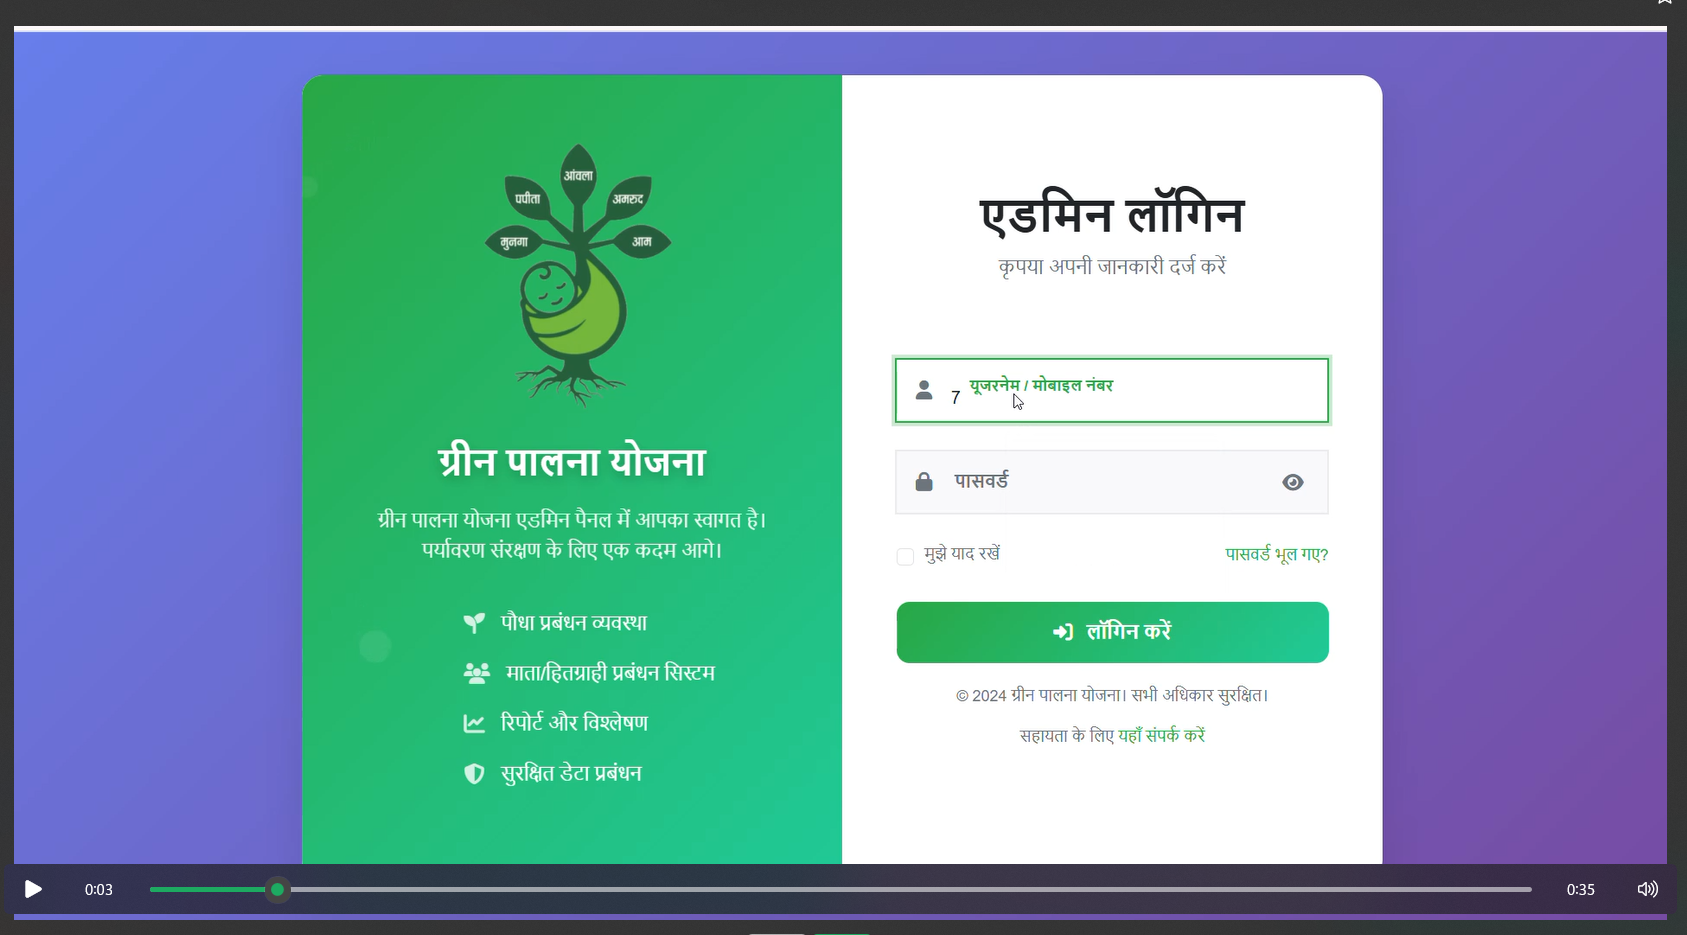 आंवला
पपीता
अमरुद
मुनगा
आम
ग्रीन पालना योजना
ग्रीन पालना योजना एडमिन पैनल में आपका स्वागत है।
पर्यावरण संरक्षण के लिए एक कदम आगे।
पौधा प्रबंधन व्यवस्था
माता/हितग्राही प्रबंधन सिस्टम
रिपोर्ट और विश्लेषण
सुरक्षित डेटा प्रबंधन
एडमिन लॉगिन
कृपया अपनी जानकारी दर्ज करें
यूजरनेम / मोबाइल नंबर
7
पासवर्ड
मुझे याद रखें
पासवर्ड भूल गए?
लॉगिन करें
© 2024 ग्रीन पालना योजना। सभी अधिकार सुरक्षित।
सहायता के लिए यहाँ संपर्क करें
0:03
0:35